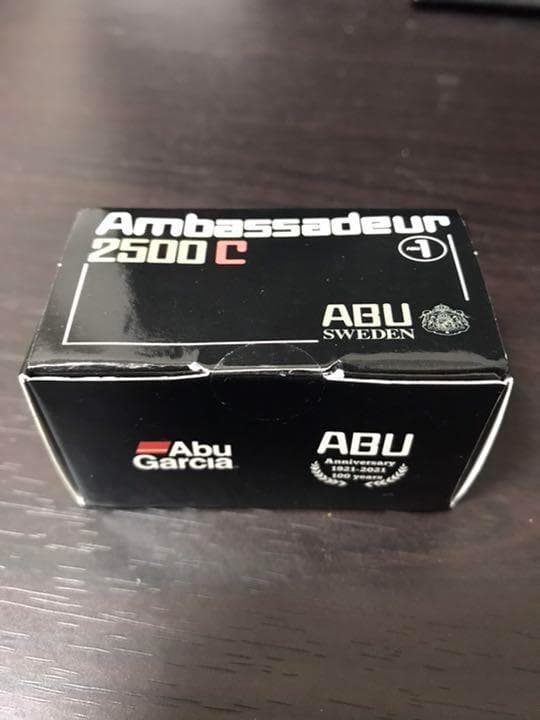 Ambassadeur
2500 C
1
ABU
SWEDEN
Abu
Garcia
ABU
Anniversary
1921-2021
100 years